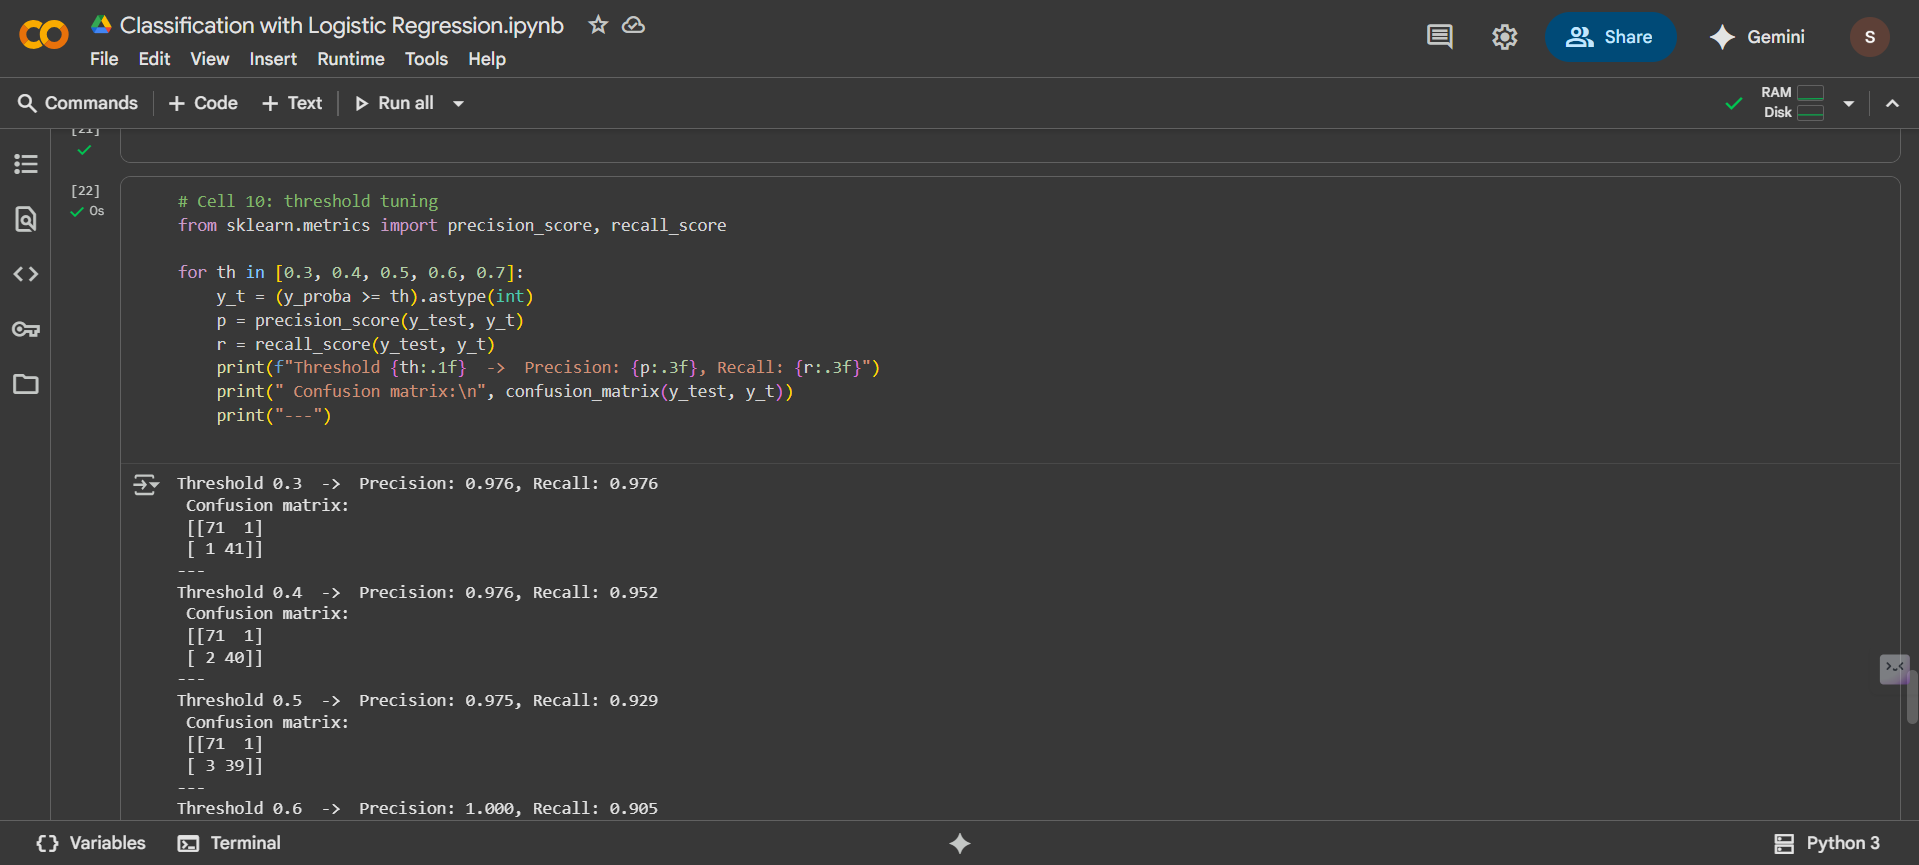 Classification with Logistic Regression.ipynb
File Edit View Insert Runtime Tools Help
Share
Gemini
S
Commands + Code + Text Run all
RAM
Disk
[21]
[22]
0s
# Cell 10: threshold tuning
from sklearn.metrics import precision_score, recall_score
for th in [0.3, 0.4, 0.5, 0.6, 0.7]:
    y_t = (y_proba >= th).astype(int)
    p = precision_score(y_test, y_t)
    r = recall_score(y_test, y_t)
    print(f"Threshold {th:.1f}  ->  Precision: {p:.3f}, Recall: {r:.3f}")
    print(" Confusion matrix:\n", confusion_matrix(y_test, y_t))
    print("---")
Threshold 0.3  ->  Precision: 0.976, Recall: 0.976
 Confusion matrix:
 [[71  1]
 [ 1 41]]
---
Threshold 0.4  ->  Precision: 0.976, Recall: 0.952
 Confusion matrix:
 [[71  1]
 [ 2 40]]
---
Threshold 0.5  ->  Precision: 0.975, Recall: 0.929
 Confusion matrix:
 [[71  1]
 [ 3 39]]
---
Threshold 0.6  ->  Precision: 1.000, Recall: 0.905
Variables Terminal
Python 3